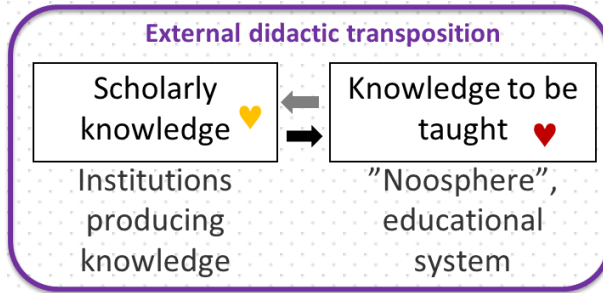 External didactic transposition
Scholarly
knowledge
Knowledge to be
taught
Institutions
producing
knowledge
”Noosphere”,
educational
system